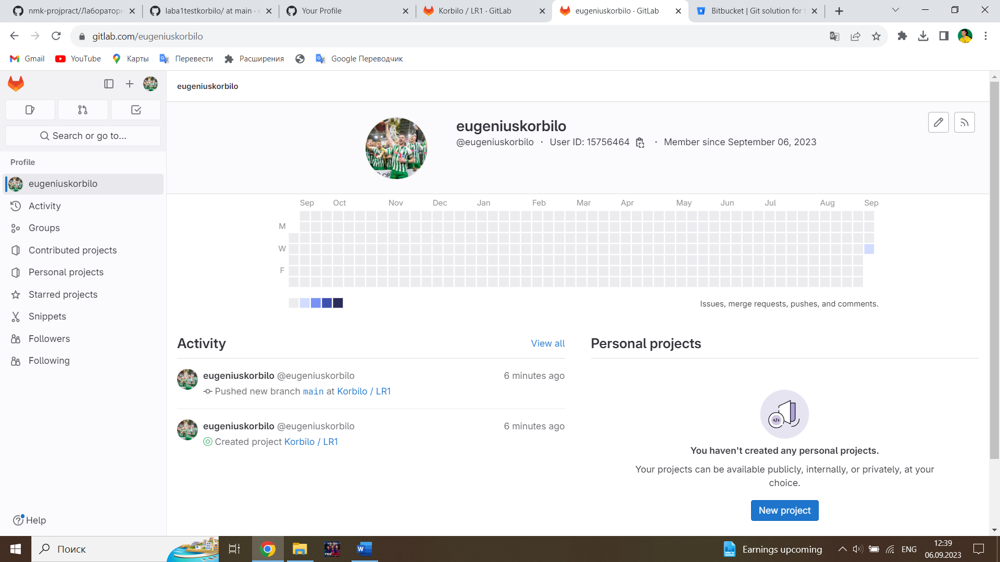 nmk-projpract/Лаборатор
laba1testkorbilo/ at main ·
Your Profile
Korbilo / LR1 · GitLab
eugeniuskorbilo · GitLab
Bitbucket | Git solution for
gitlab.com/eugeniuskorbilo
Gmail
YouTube
Карты
Перевести
Расширения
Google Переводчик
eugeniuskorbilo
Search or go to...
Profile
eugeniuskorbilo
Activity
Groups
Contributed projects
Personal projects
Starred projects
Snippets
Followers
Following
Help
eugeniuskorbilo
@eugeniuskorbilo · User ID: 15756464 · Member since September 06, 2023
Sep Oct Nov Dec Jan Feb Mar Apr May Jun Jul Aug Sep
M
W
F
Issues, merge requests, pushes, and comments.
Activity
View all
eugeniuskorbilo @eugeniuskorbilo
6 minutes ago
Pushed new branch main at Korbilo / LR1
eugeniuskorbilo @eugeniuskorbilo
6 minutes ago
Created project Korbilo / LR1
Personal projects
You haven't created any personal projects.
Your projects can be available publicly, internally, or privately, at your
choice.
New project
Поиск
Earnings upcoming
ENG
12:39
06.09.2023